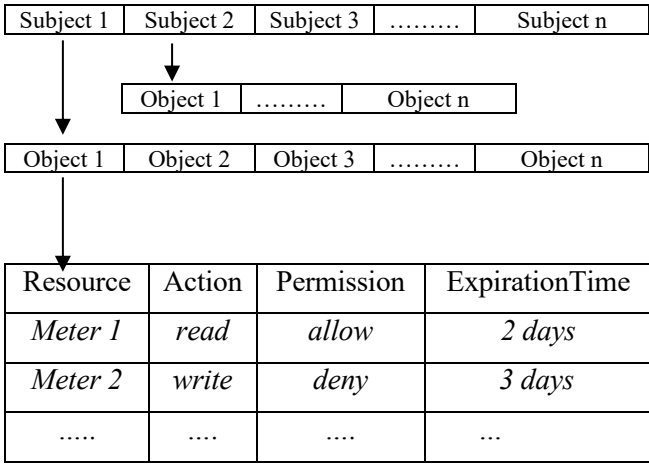 Subject 1 Subject 2 Subject 3 ……… Subject n
Object 1 ……… Object n
Object 1 Object 2 Object 3 ……… Object n
Resource Action Permission ExpirationTime
Meter 1 read allow 2 days
Meter 2 write deny 3 days
….. …. …. …